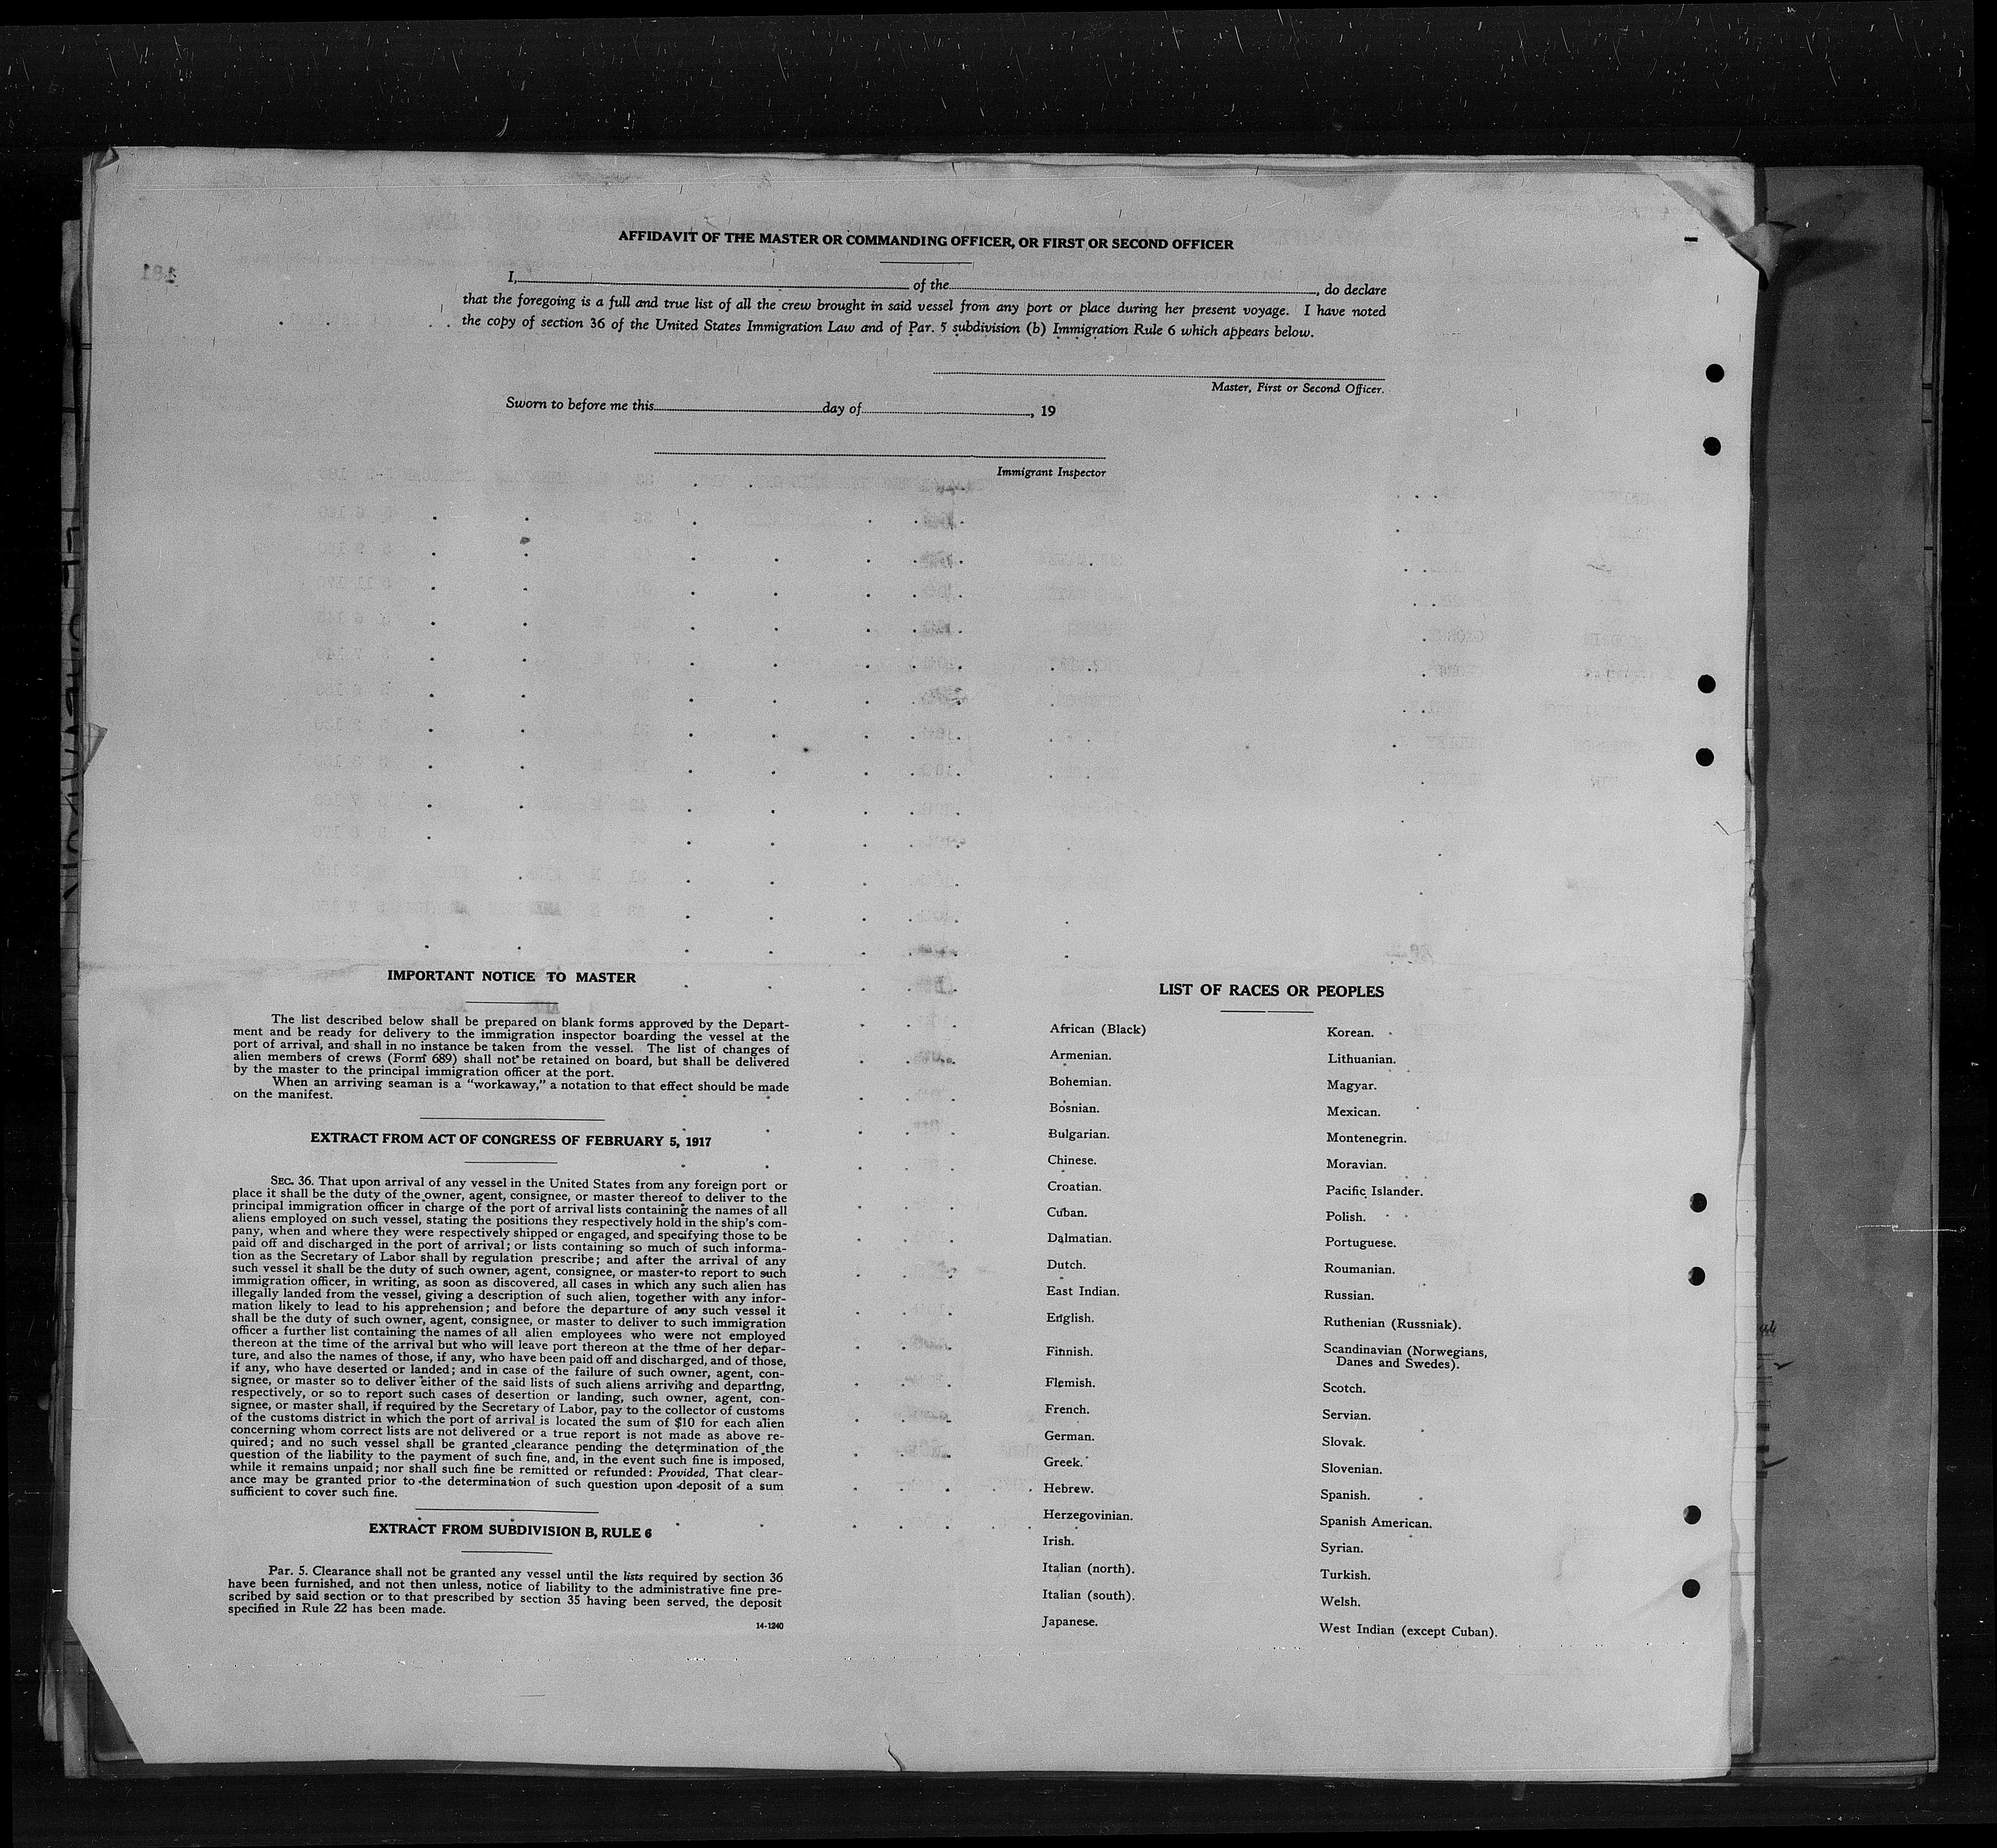 AFFIDAVIT OF THE MASTER OR COMMANDING OFFICER, OR FIRST OR SECOND OFFICER
I, of the , do declare
that the foregoing is a full and true list of all the crew brought in said vessel from any port or place during her present voyage. I have noted
the copy of section 36 of the United States Immigration Law and of Par. 5 subdivision (b) Immigration Rule 6 which appears below.
Master, First or Second Officer.
Sworn to before me this day of , 19
Immigrant Inspector
IMPORTANT NOTICE TO MASTER
The list described below shall be prepared on blank forms approved by the Depart-
ment and be ready for delivery to the immigration inspector boarding the vessel at the
port of arrival, and shall in no instance be taken from the vessel. The list of changes of
alien members of crews (Form 689) shall not be retained on board, but shall be delivered
by the master to the principal immigration officer at the port.
When an arriving seaman is a "workaway," a notation to that effect should be made
on the manifest.
EXTRACT FROM ACT OF CONGRESS OF FEBRUARY 5, 1917
SEC. 36. That upon arrival of any vessel in the United States from any foreign port or
place it shall be the duty of the owner, agent, consignee, or master thereof to deliver to the
principal immigration officer in charge of the port of arrival lists containing the names of all
aliens employed on such vessel, stating the positions they respectively hold in the ship's com-
pany, when and where they were respectively shipped or engaged, and specifying those to be
paid off and discharged in the port of arrival; or lists containing so much of such informa-
tion as the Secretary of Labor shall by regulation prescribe; and after the arrival of any
such vessel it shall be the duty of such owner, agent, consignee, or master to report to such
immigration officer, in writing, as soon as discovered, all cases in which any such alien has
illegally landed from the vessel, giving a description of such alien, together with any infor-
mation likely to lead to his apprehension; and before the departure of any such vessel it
shall be the duty of such owner, agent, consignee, or master to deliver to such immigration
officer a further list containing the names of all alien employees who were not employed
thereon at the time of the arrival but who will leave port thereon at the time of her depar-
ture, and also the names of those, if any, who have been paid off and discharged, and of those,
if any, who have deserted or landed; and in case of the failure of such owner, agent, con-
signee, or master so to deliver either of the said lists of such aliens arriving and departing,
respectively, or so to report such cases of desertion or landing, such owner, agent, con-
signee, or master shall, if required by the Secretary of Labor, pay to the collector of customs
of the customs district in which the port of arrival is located the sum of $10 for each alien
concerning whom correct lists are not delivered or a true report is not made as above re-
quired; and no such vessel shall be granted clearance pending the determination of the
question of the liability to the payment of such fine, and, in the event such fine is imposed,
while it remains unpaid; nor shall such fine be remitted or refunded: Provided, That clear-
ance may be granted prior to the determination of such question upon deposit of a sum
sufficient to cover such fine.
EXTRACT FROM SUBDIVISION B, RULE 6
Par. 5. Clearance shall not be granted any vessel until the lists required by section 36
have been furnished, and not then unless, notice of liability to the administrative fine pre-
scribed by said section or to that prescribed by section 35 having been served, the deposit
specified in Rule 22 has been made.
14-1240
LIST OF RACES OR PEOPLES
African (Black)
Armenian.
Bohemian.
Bosnian.
Bulgarian.
Chinese.
Croatian.
Cuban.
Dalmatian.
Dutch.
East Indian.
English.
Finnish.
Flemish.
French.
German.
Greek.
Hebrew.
Herzegovinian.
Irish.
Italian (north).
Italian (south).
Japanese.
Korean.
Lithuanian.
Magyar.
Mexican.
Montenegrin.
Moravian.
Pacific Islander.
Polish.
Portuguese.
Roumanian.
Russian.
Ruthenian (Russniak).
Scandinavian (Norwegians,
Danes and Swedes).
Scotch.
Servian.
Slovak.
Slovenian.
Spanish.
Spanish American.
Syrian.
Turkish.
Welsh.
West Indian (except Cuban).